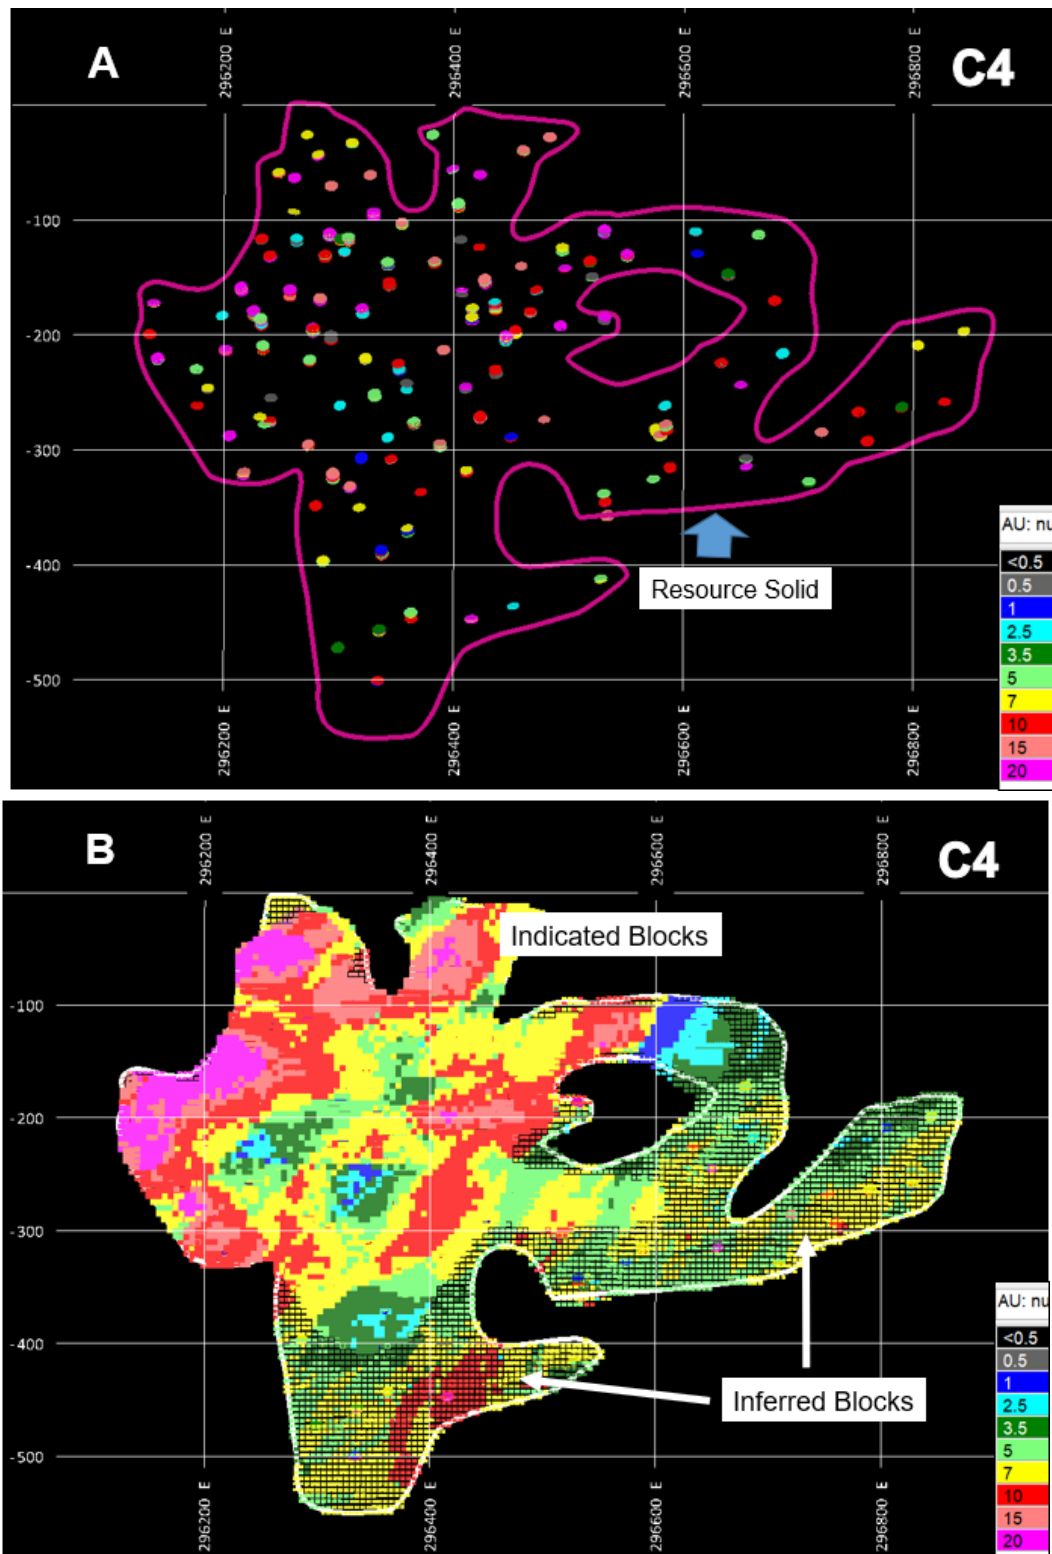 296200 E
296400 E
296600 E
296800 E
A
C4
-100
-200
-300
-400
-500
Resource Solid
296200 E
296400 E
296600 E
296800 E
AU: nu
<0.5
0.5
1
2.5
3.5
5
7
10
15
20
296200 E
296400 E
296600 E
296800 E
B
C4
Indicated Blocks
-100
-200
-300
-400
-500
Inferred Blocks
296200 E
296400 E
296600 E
296800 E
AU: nu
<0.5
0.5
1
2.5
3.5
5
7
10
15
20